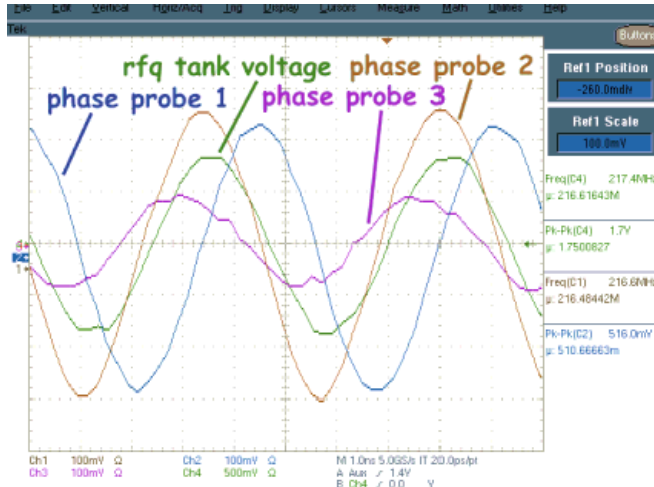 File Edit Vertical Horiz/Acq Trig Display Cursors Measure Math Utilities Help
Tek
Buttons
rfq tank voltage
phase probe 2
phase probe 1
phase probe 3
Ref1 Position
-260.0mdiv
Ref1 Scale
100.0mV
Freq(C4) 217.4MHz
µ: 216.61643M
Pk-Pk(C4) 1.7V
µ: 1.7500827
Freq(C1) 216.6MHz
µ: 216.48442M
Pk-Pk(C2) 516.0mV
µ: 510.66663m
Ch1 100mV Ω Ch2 100mV Ω M 1.0ns 5.0GS/s IT 20.0ps/pt
Ch3 100mV Ω Ch4 500mV Ω A Aux 1.4V
B Ch4 0.0 V